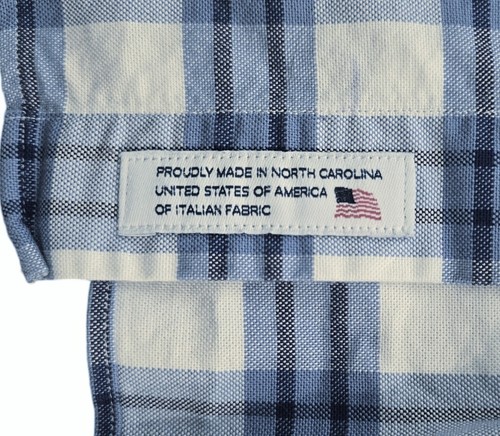 PROUDLY MADE IN NORTH CAROLINA
UNITED STATES OF AMERICA
OF ITALIAN FABRIC